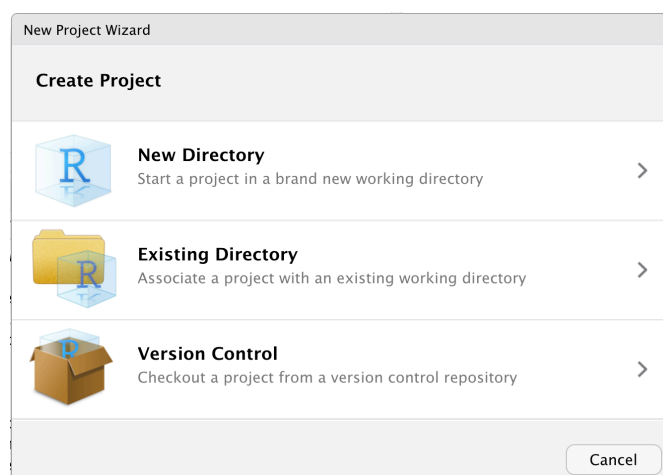 New Project Wizard
Create Project
New Directory
Start a project in a brand new working directory
Existing Directory
Associate a project with an existing working directory
Version Control
Checkout a project from a version control repository
Cancel